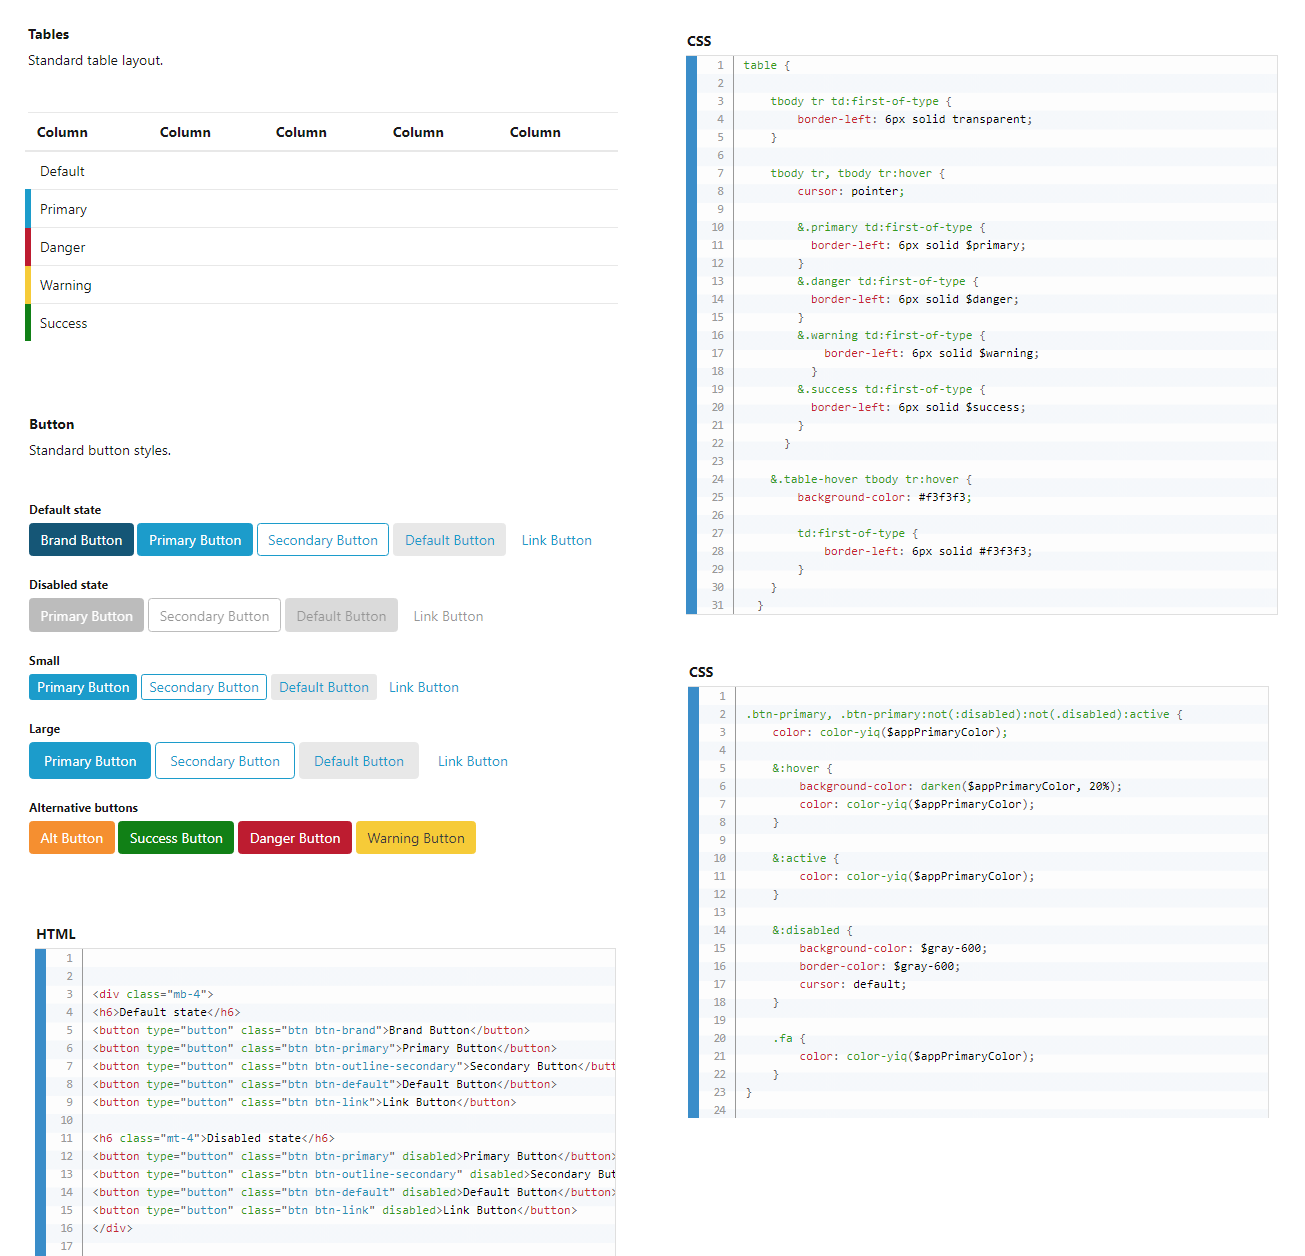 Tables
Standard table layout.
Column Column Column Column Column
Default
Primary
Danger
Warning
Success
Button
Standard button styles.
Default state
Brand Button Primary Button Secondary Button Default Button Link Button
Disabled state
Primary Button Secondary Button Default Button Link Button
Small
Primary Button Secondary Button Default Button Link Button
Large
Primary Button Secondary Button Default Button Link Button
Alternative buttons
Alt Button Success Button Danger Button Warning Button
HTML
1
2
3 <div class="mb-4">
4 <h6>Default state</h6>
5 <button type="button" class="btn btn-brand">Brand Button</button>
6 <button type="button" class="btn btn-primary">Primary Button</button>
7 <button type="button" class="btn btn-outline-secondary">Secondary Button</butt
8 <button type="button" class="btn btn-default">Default Button</button>
9 <button type="button" class="btn btn-link">Link Button</button>
10
11 <h6 class="mt-4">Disabled state</h6>
12 <button type="button" class="btn btn-primary" disabled>Primary Button</button>
13 <button type="button" class="btn btn-outline-secondary" disabled>Secondary But
14 <button type="button" class="btn btn-default" disabled>Default Button</button>
15 <button type="button" class="btn btn-link" disabled>Link Button</button>
16 </div>
17
CSS
1 table {
2
3 tbody tr td:first-of-type {
4 border-left: 6px solid transparent;
5 }
6
7 tbody tr, tbody tr:hover {
8 cursor: pointer;
9
10 &.primary td:first-of-type {
11 border-left: 6px solid $primary;
12 }
13 &.danger td:first-of-type {
14 border-left: 6px solid $danger;
15 }
16 &.warning td:first-of-type {
17 border-left: 6px solid $warning;
18 }
19 &.success td:first-of-type {
20 border-left: 6px solid $success;
21 }
22 }
23
24 &.table-hover tbody tr:hover {
25 background-color: #f3f3f3;
26
27 td:first-of-type {
28 border-left: 6px solid #f3f3f3;
29 }
30 }
31 }
CSS
1
2 .btn-primary, .btn-primary:not(:disabled):not(.disabled):active {
3 color: color-yiq($appPrimaryColor);
4
5 &:hover {
6 background-color: darken($appPrimaryColor, 20%);
7 color: color-yiq($appPrimaryColor);
8 }
9
10 &:active {
11 color: color-yiq($appPrimaryColor);
12 }
13
14 &:disabled {
15 background-color: $gray-600;
16 border-color: $gray-600;
17 cursor: default;
18 }
19
20 .fa {
21 color: color-yiq($appPrimaryColor);
22 }
23 }
24